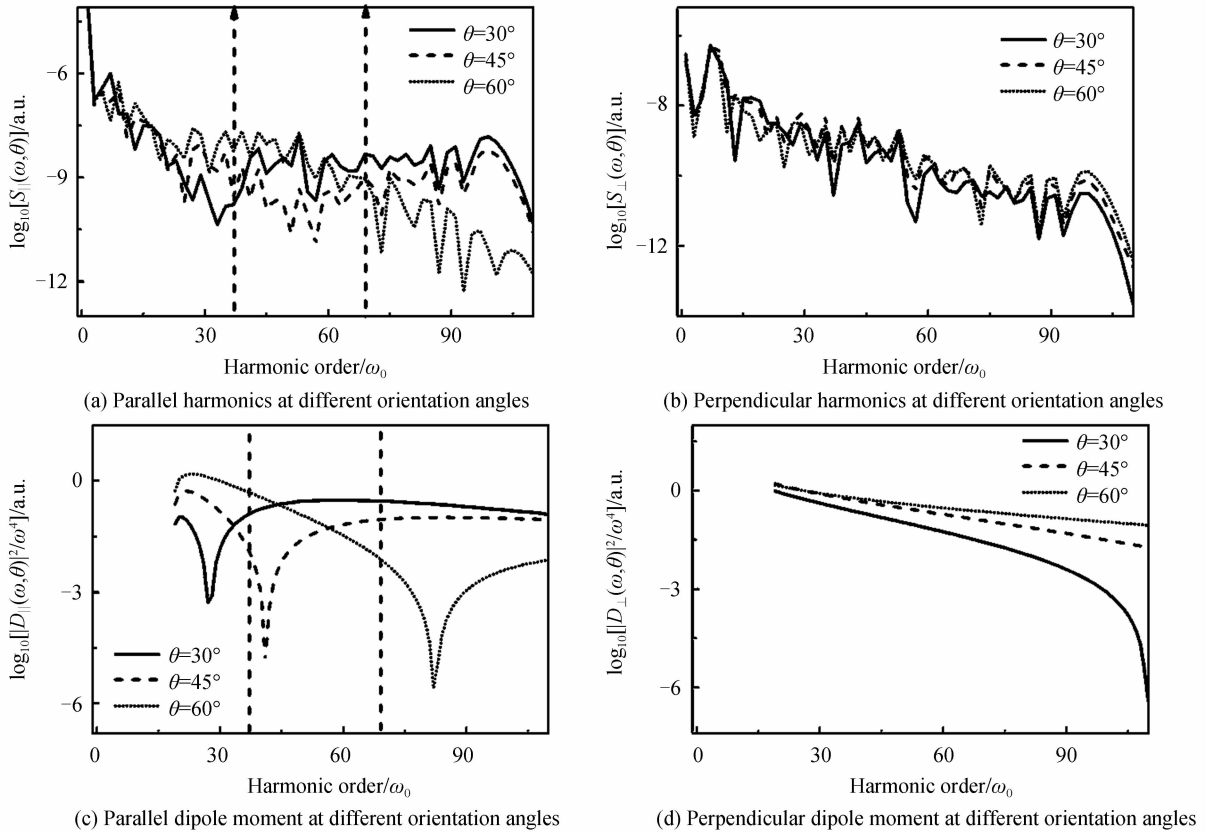 log₁₀[S||(ω,θ)]/a.u.
−6
−9
−12
θ=30°
θ=45°
θ=60°
0 30 60 90
Harmonic order/ω₀
(a) Parallel harmonics at different orientation angles
log₁₀[S⊥(ω,θ)]/a.u.
−8
−12
θ=30°
θ=45°
θ=60°
0 30 60 90
Harmonic order/ω₀
(b) Perpendicular harmonics at different orientation angles
log₁₀[|D||(ω,θ)|²/ω⁴]/a.u.
0
−3
−6
θ=30°
θ=45°
θ=60°
0 30 60 90
Harmonic order/ω₀
(c) Parallel dipole moment at different orientation angles
log₁₀[|D⊥(ω,θ)|²/ω⁴]/a.u.
0
−3
−6
θ=30°
θ=45°
θ=60°
0 30 60 90
Harmonic order/ω₀
(d) Perpendicular dipole moment at different orientation angles